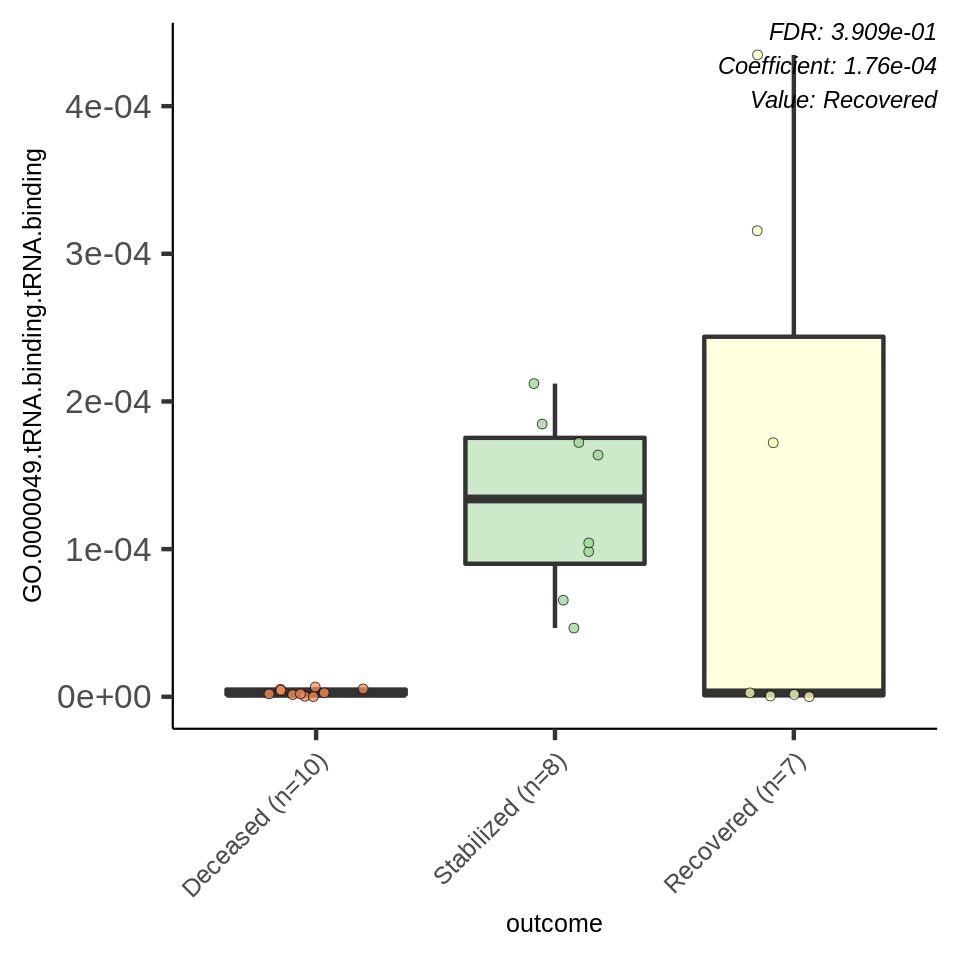 FDR: 3.909e-01
Coefficient: 1.76e-04
Value: Recovered
GO.0000049.tRNA.binding.tRNA.binding
4e-04
3e-04
2e-04
1e-04
0e+00
Deceased (n=10)
Stabilized (n=8)
Recovered (n=7)
outcome